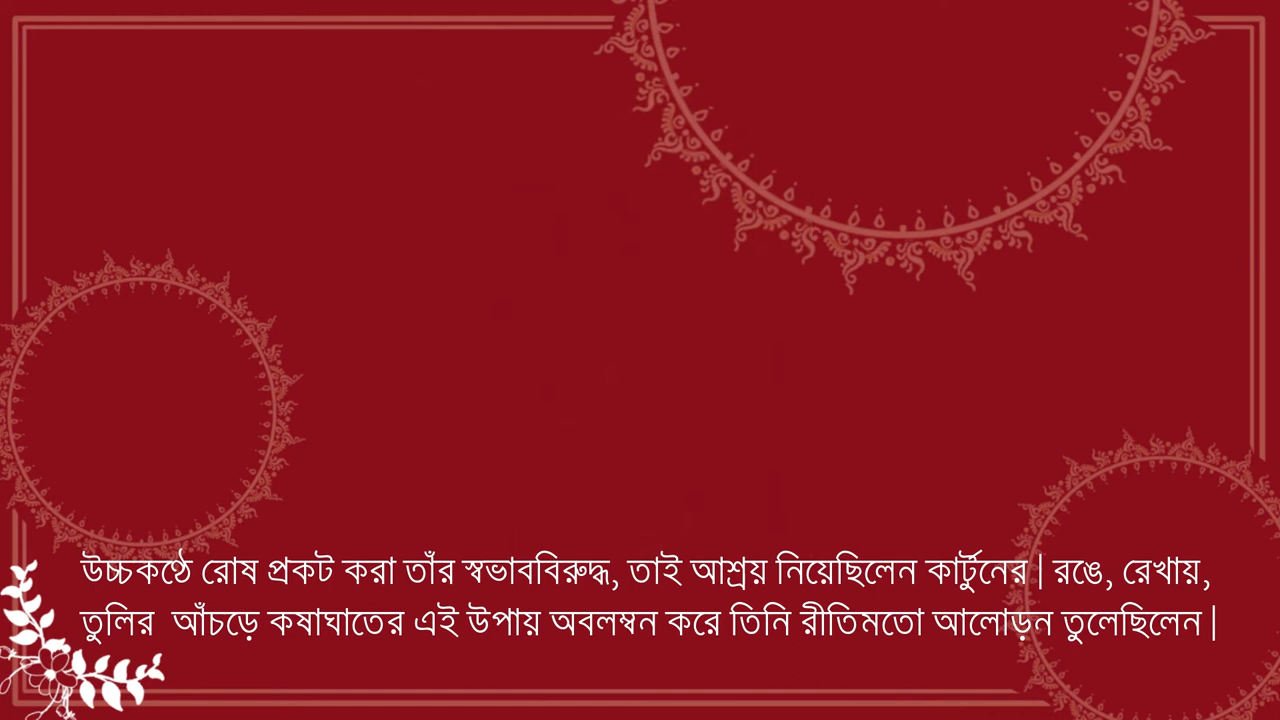 উচ্চকণ্ঠে রোষ প্রকট করা তাঁর স্বভাববিরুদ্ধ, তাই আশ্রয় নিয়েছিলেন কার্টুনের | রঙে, রেখায়,
তুলির আঁচড়ে কষাঘাতের এই উপায় অবলম্বন করে তিনি রীতিমতো আলোড়ন তুলেছিলেন |